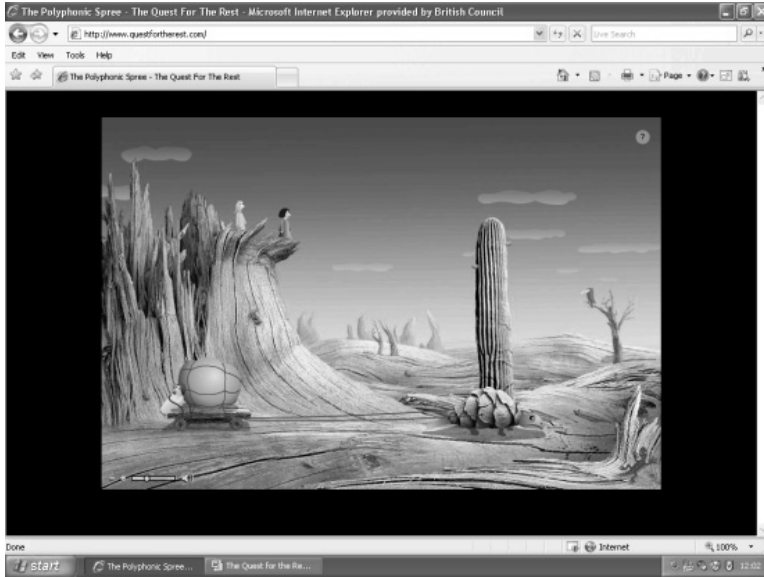 The Polyphonic Spree - The Quest For The Rest - Microsoft Internet Explorer provided by British Council
http://www.questfortherest.com/
Live Search
Edit View Tools Help
The Polyphonic Spree - The Quest For The Rest
Page
?
Done
Internet
100%
start
The Polyphonic Spree...
The Quest for the Re...
12:02